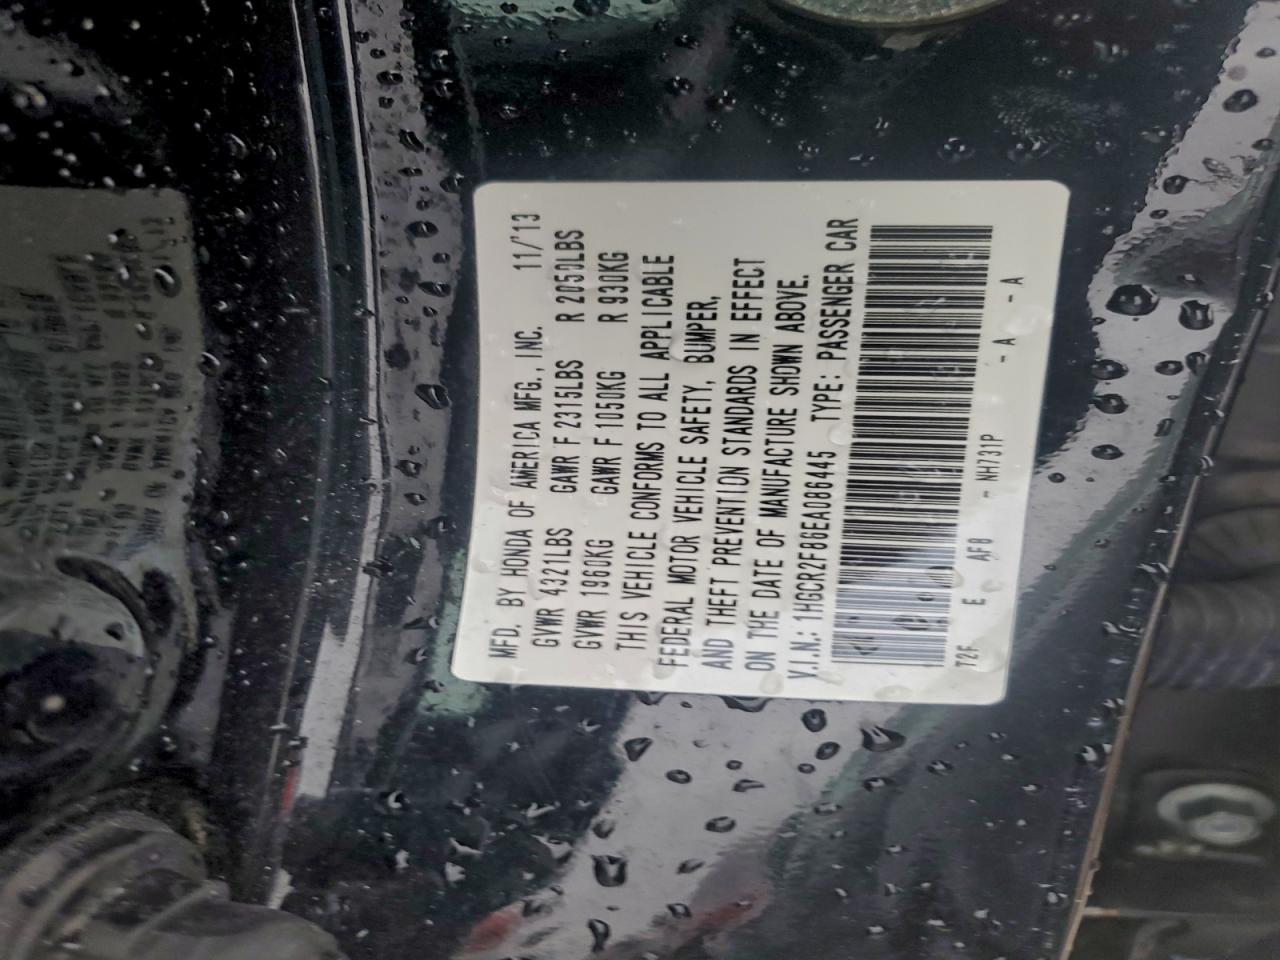 MFD. BY HONDA OF AMERICA MFG., INC. 11/'13
GVWR 4321LBS GAWR F 2315LBS R 2050LBS
GVWR 1960KG GAWR F 1050KG R 930KG
THIS VEHICLE CONFORMS TO ALL APPLICABLE
FEDERAL MOTOR VEHICLE SAFETY, BUMPER,
AND THEFT PREVENTION STANDARDS IN EFFECT
ON THE DATE OF MANUFACTURE SHOWN ABOVE.
V.I.N.: 1HGCR2F86EA088445 TYPE: PASSENGER CAR
T2F E AF8 - NH731P - A - A